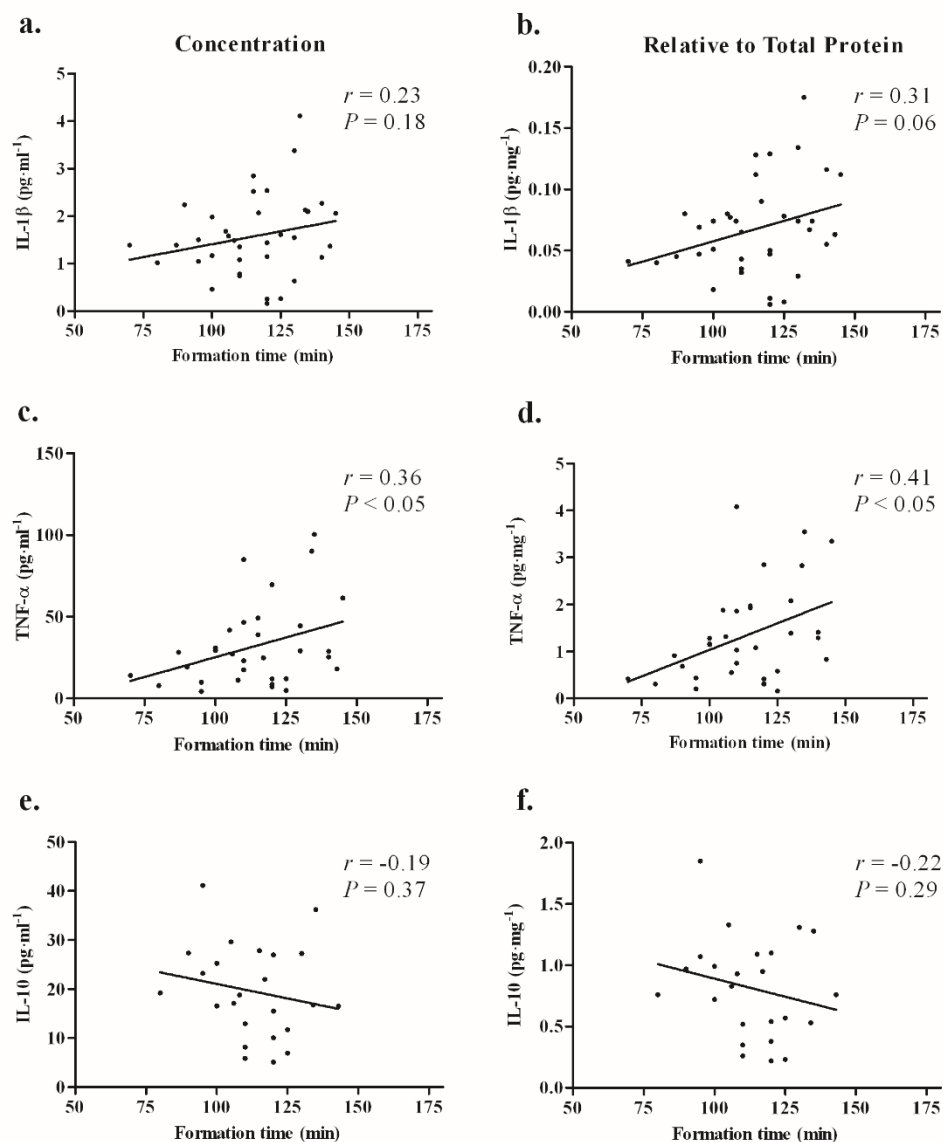 a.
Concentration
r = 0.23
P = 0.18
IL-1β (pg·ml⁻¹)
5
4
3
2
1
0
50 75 100 125 150 175
Formation time (min)
b.
Relative to Total Protein
r = 0.31
P = 0.06
IL-1β (pg·mg⁻¹)
0.20
0.15
0.10
0.05
0.00
50 75 100 125 150 175
Formation time (min)
c.
r = 0.36
P < 0.05
TNF-α (pg·ml⁻¹)
150
100
50
0
50 75 100 125 150 175
Formation time (min)
d.
r = 0.41
P < 0.05
TNF-α (pg·mg⁻¹)
5
4
3
2
1
0
50 75 100 125 150 175
Formation time (min)
e.
r = -0.19
P = 0.37
IL-10 (pg·ml⁻¹)
50
40
30
20
10
0
50 75 100 125 150 175
Formation time (min)
f.
r = -0.22
P = 0.29
IL-10 (pg·mg⁻¹)
2.0
1.5
1.0
0.5
0.0
50 75 100 125 150 175
Formation time (min)